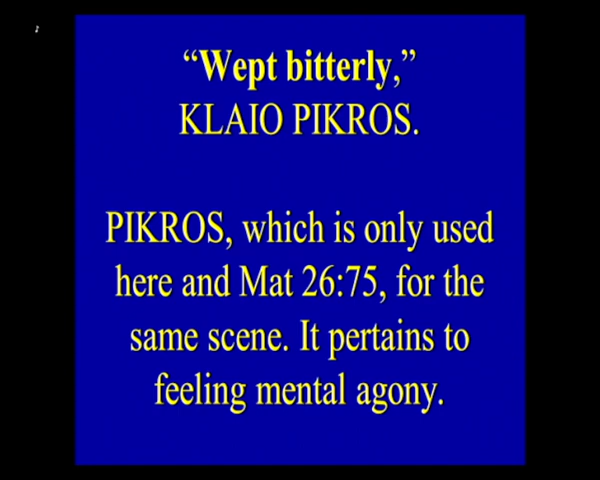 “Wept bitterly,”
KLAIO PIKROS.
PIKROS, which is only used
here and Mat 26:75, for the
same scene. It pertains to
feeling mental agony.